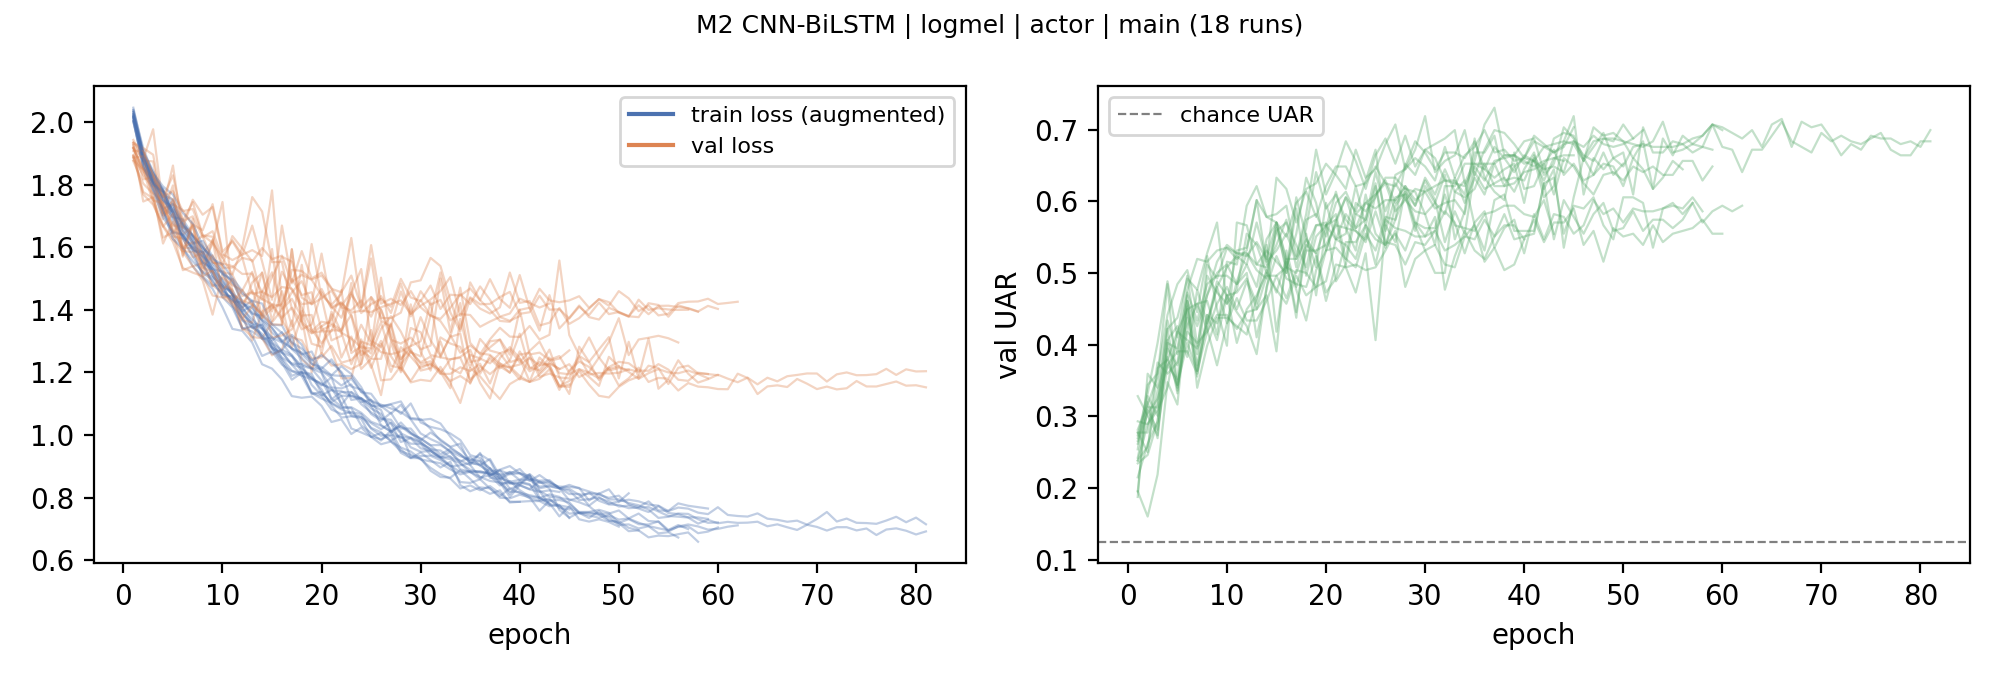 M2 CNN-BiLSTM | logmel | actor | main (18 runs)
train loss (augmented)
val loss
2.0
1.8
1.6
1.4
1.2
1.0
0.8
0.6
0 10 20 30 40 50 60 70 80
epoch
chance UAR
val UAR
0.7
0.6
0.5
0.4
0.3
0.2
0.1
0 10 20 30 40 50 60 70 80
epoch